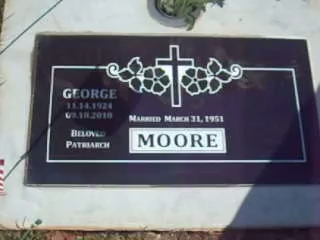 GEORGE
11.14.1924
09.18.2010
MARRIED MARCH 31, 1951
BELOVED
PATRIARCH
MOORE